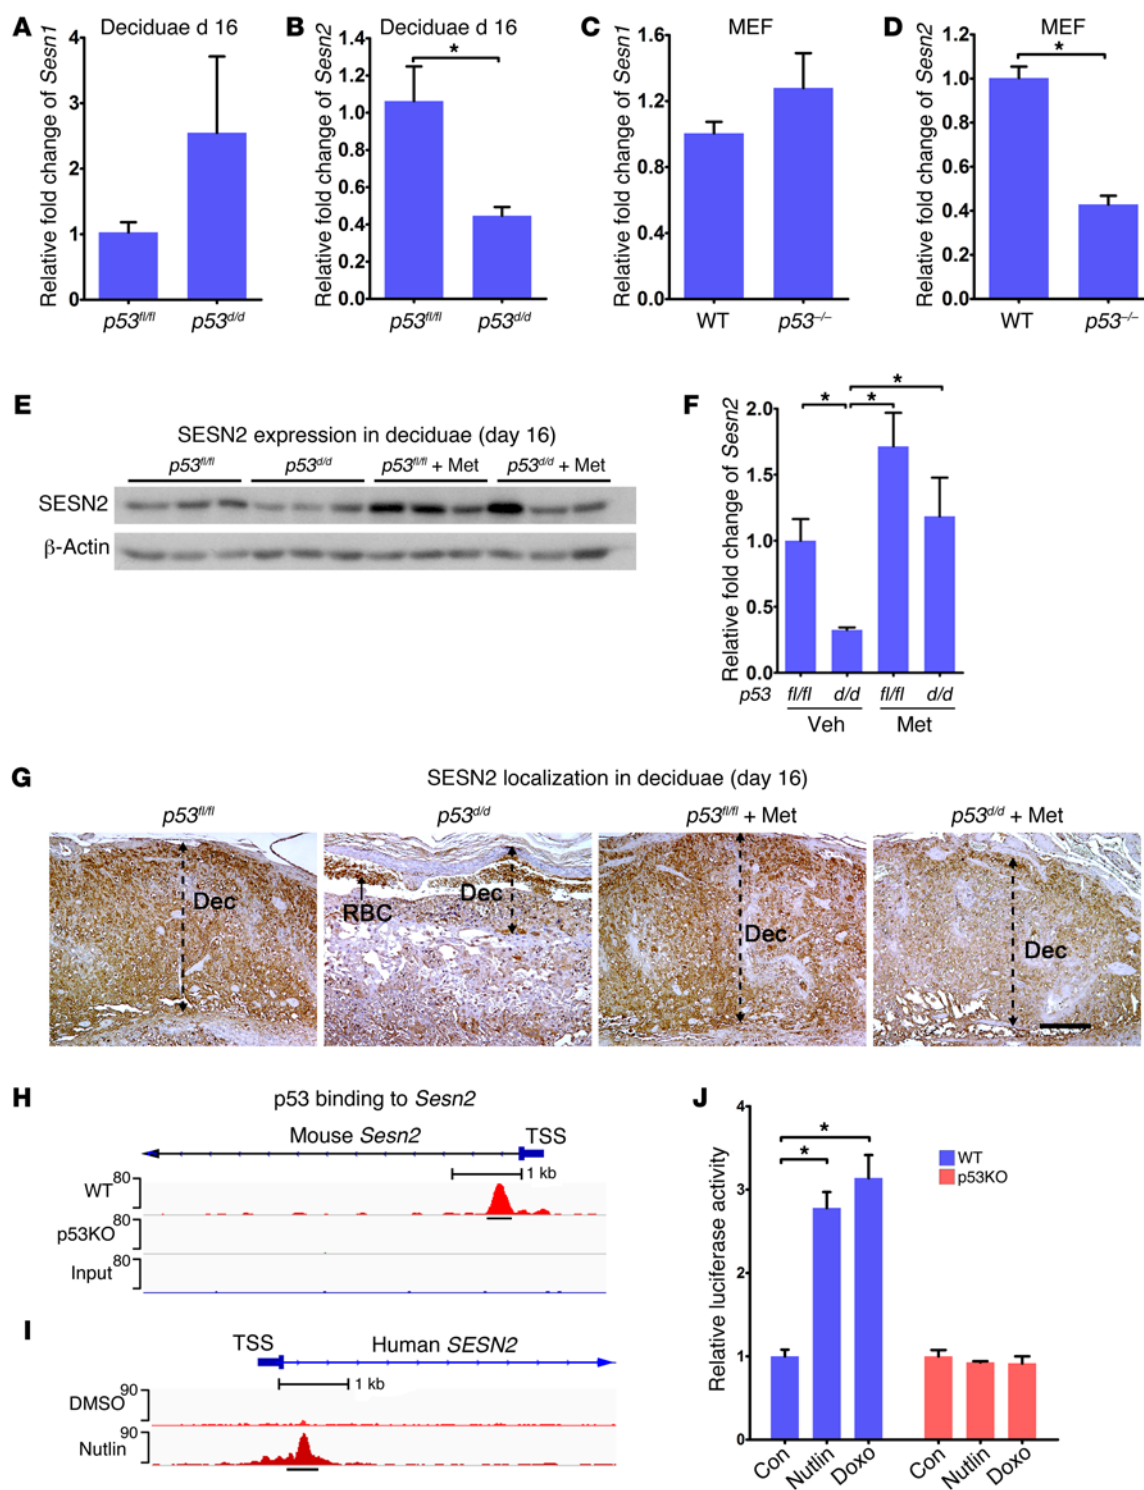 A Deciduae d 16
Relative fold change of Sesn1
4
3
2
1
0
p53fl/fl p53d/d
B Deciduae d 16
Relative fold change of Sesn2
1.4
1.2
1.0
0.8
0.6
0.4
0.2
0.0
*
p53fl/fl p53d/d
C MEF
Relative fold change of Sesn1
1.6
1.2
0.8
0.4
0.0
WT p53–/–
D MEF
Relative fold change of Sesn2
1.2
1.0
0.8
0.6
0.4
0.2
0.0
*
WT p53–/–
E
SESN2 expression in deciduae (day 16)
p53fl/fl p53d/d p53fl/fl + Met p53d/d + Met
SESN2
β-Actin
F
Relative fold change of Sesn2
2.0
1.5
1.0
0.5
0.0
* * *
p53 fl/fl d/d fl/fl d/d
Veh Met
G SESN2 localization in deciduae (day 16)
p53fl/fl p53d/d p53fl/fl + Met p53d/d + Met
Dec
RBC
Dec
Dec
Dec
H p53 binding to Sesn2
Mouse Sesn2 TSS
1 kb
WT 80
p53KO 80
Input 80
I TSS Human SESN2
1 kb
DMSO 90
Nutlin 90
J
Relative luciferase activity
4
3
2
1
0
*
*
WT
p53KO
Con Nutlin Doxo Con Nutlin Doxo